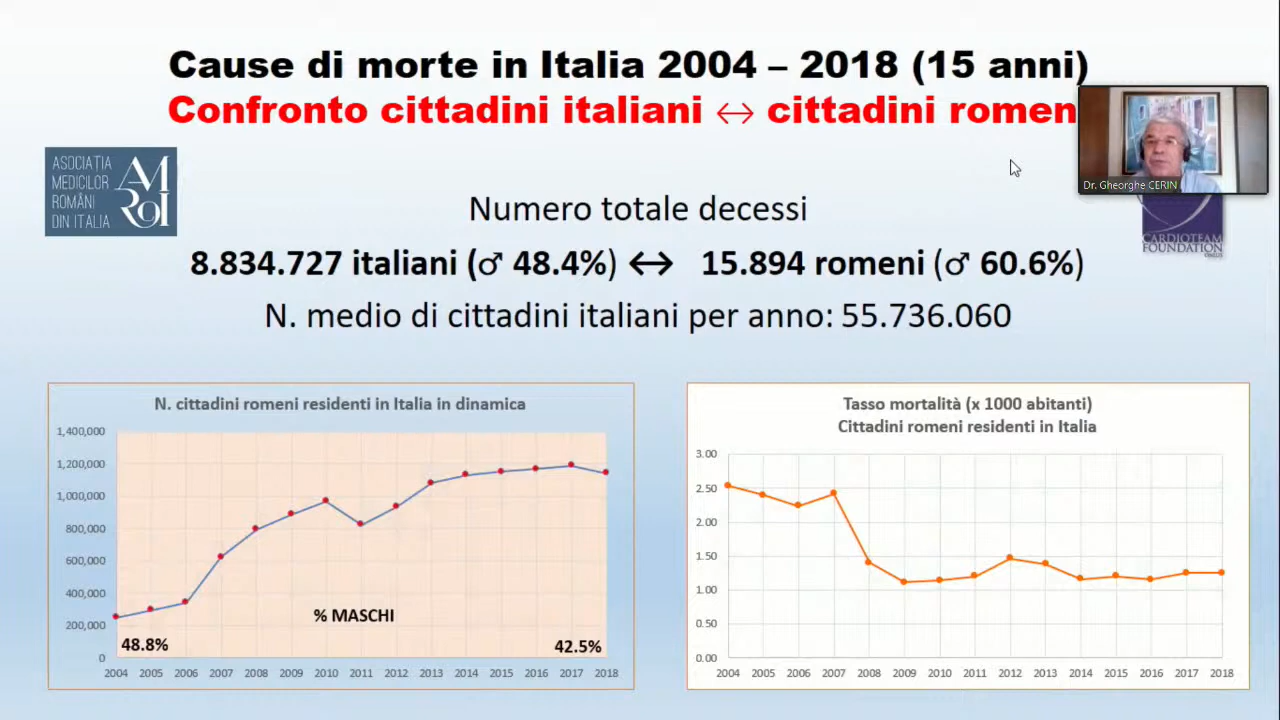 Cause di morte in Italia 2004 – 2018 (15 anni)
Confronto cittadini italiani ↔ cittadini romen
ASOCIAȚIA
MEDICILOR
ROMÂNI
DIN ITALIA
AM
ROI
Dr. Gheorghe CERIN
CARDIOTEAM
FOUNDATION
Numero totale decessi
8.834.727 italiani (♂ 48.4%) ↔ 15.894 romeni (♂ 60.6%)
N. medio di cittadini italiani per anno: 55.736.060
N. cittadini romeni residenti in Italia in dinamica
1,400,000
1,200,000
1,000,000
800,000
600,000
400,000
200,000
0
% MASCHI
48.8%
42.5%
2004 2005 2006 2007 2008 2009 2010 2011 2012 2013 2014 2015 2016 2017 2018
Tasso mortalità (x 1000 abitanti)
Cittadini romeni residenti in Italia
3.00
2.50
2.00
1.50
1.00
0.50
0.00
2004 2005 2006 2007 2008 2009 2010 2011 2012 2013 2014 2015 2016 2017 2018